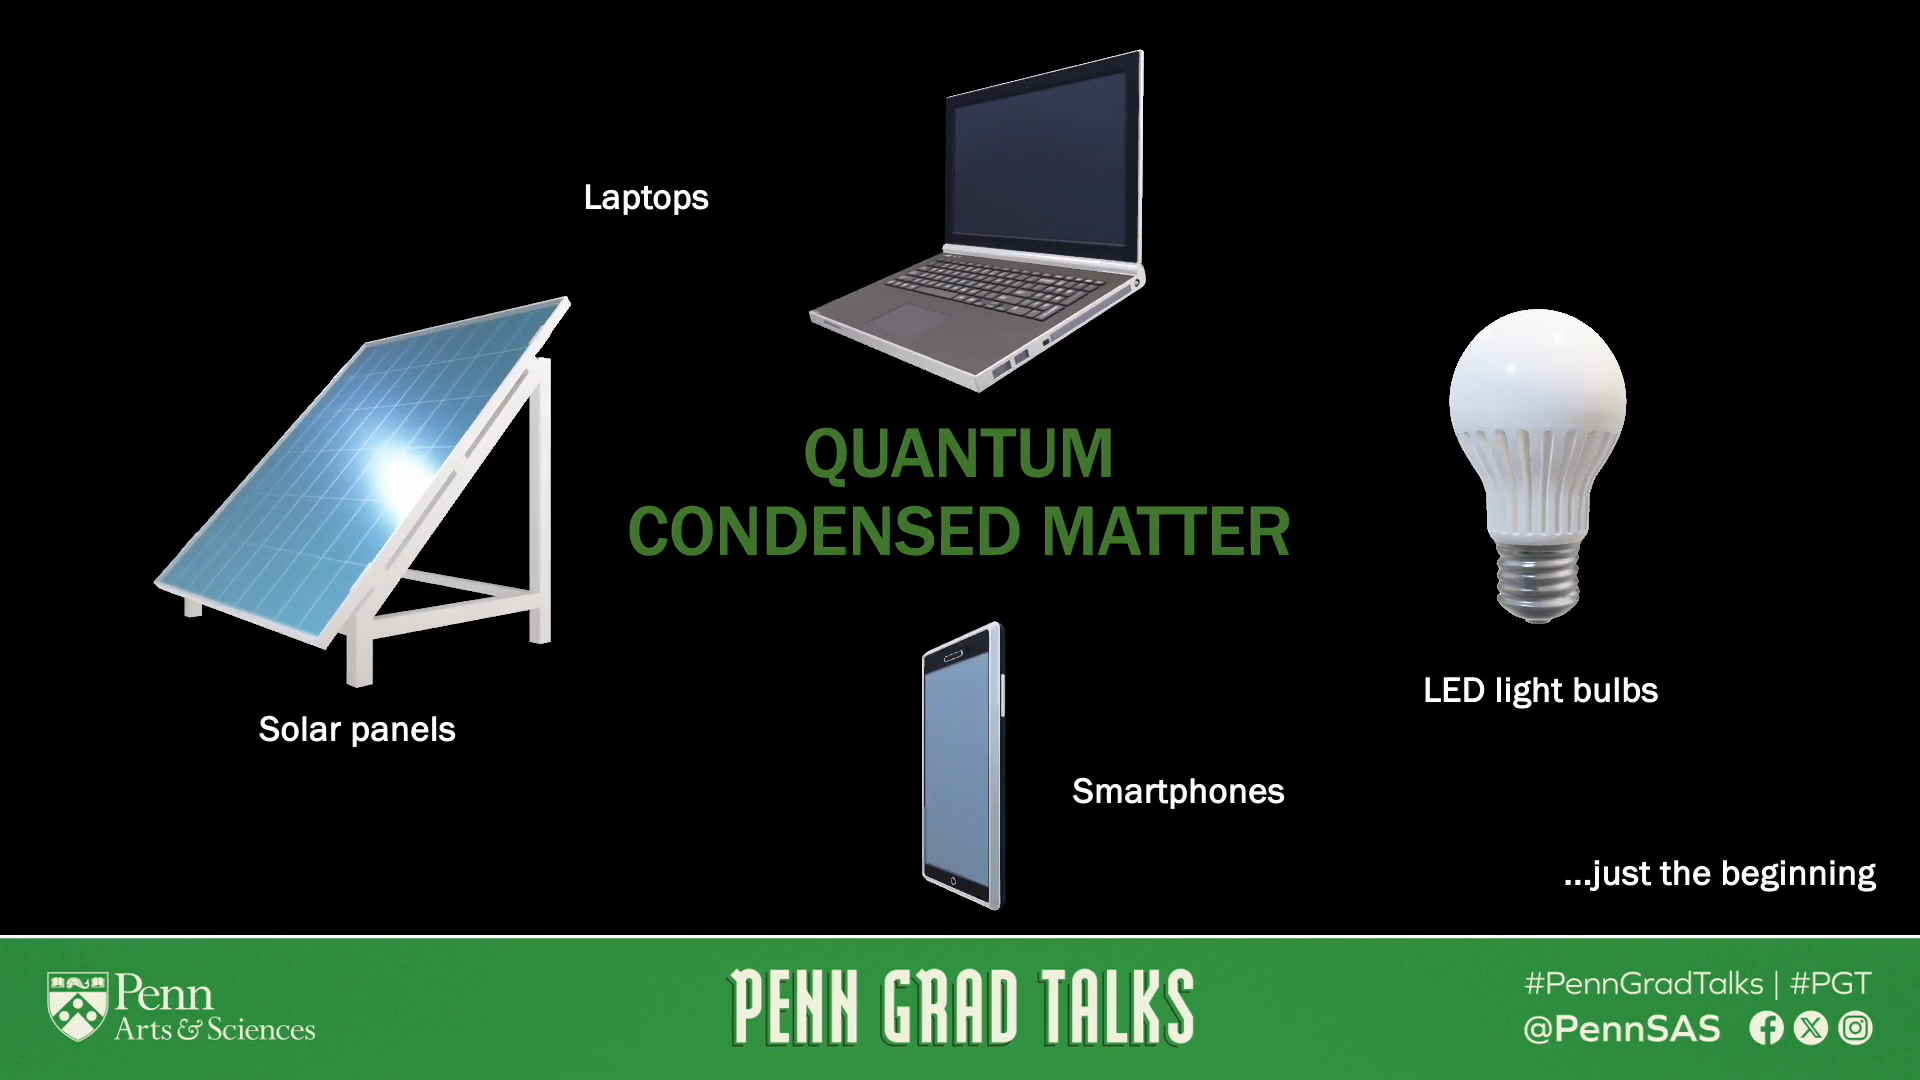 Laptops
QUANTUM
CONDENSED MATTER
Solar panels
LED light bulbs
Smartphones
...just the beginning
Penn
Arts & Sciences
PENN GRAD TALKS
#PennGradTalks | #PGT
@PennSAS